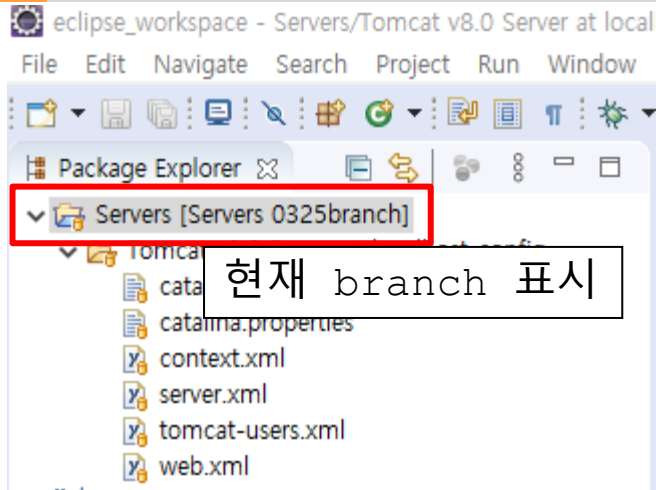 eclipse_workspace - Servers/Tomcat v8.0 Server at local
File Edit Navigate Search Project Run Window
Package Explorer
Servers [Servers 0325branch]
현재 branch 표시
catalina.properties
context.xml
server.xml
tomcat-users.xml
web.xml